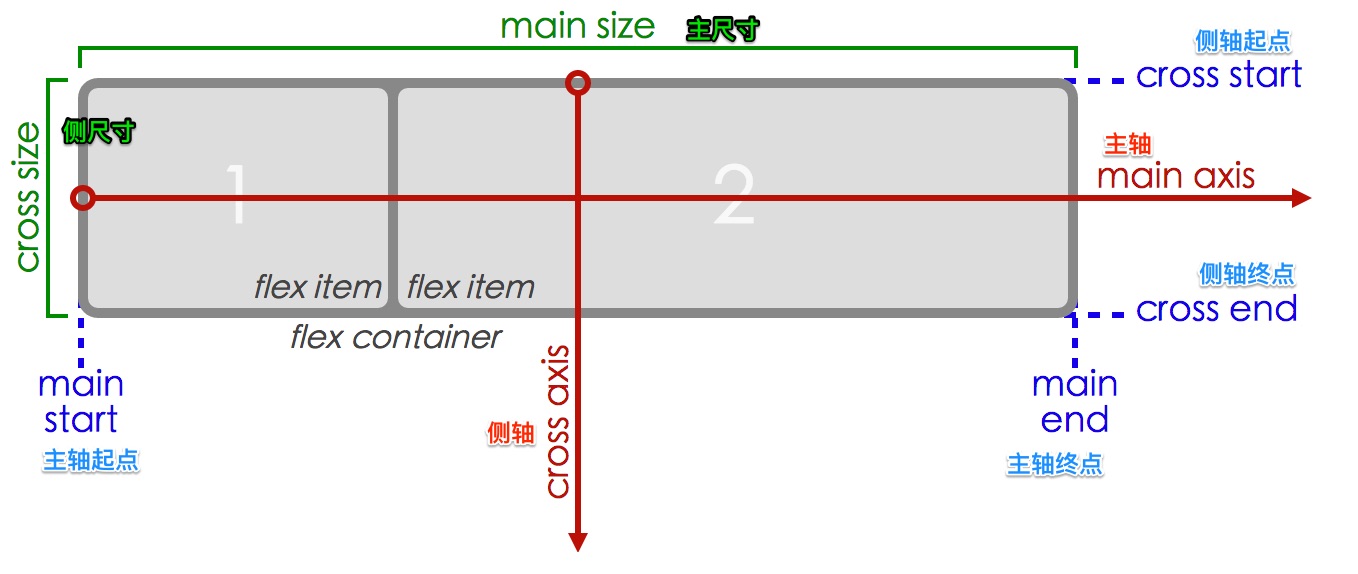 main size 主尺寸
侧轴起点
cross start
cross size
侧尺寸
主轴
main axis
1
2
侧轴终点
cross end
flex item
flex item
flex container
main
start
主轴起点
侧轴
cross axis
main
end
主轴终点